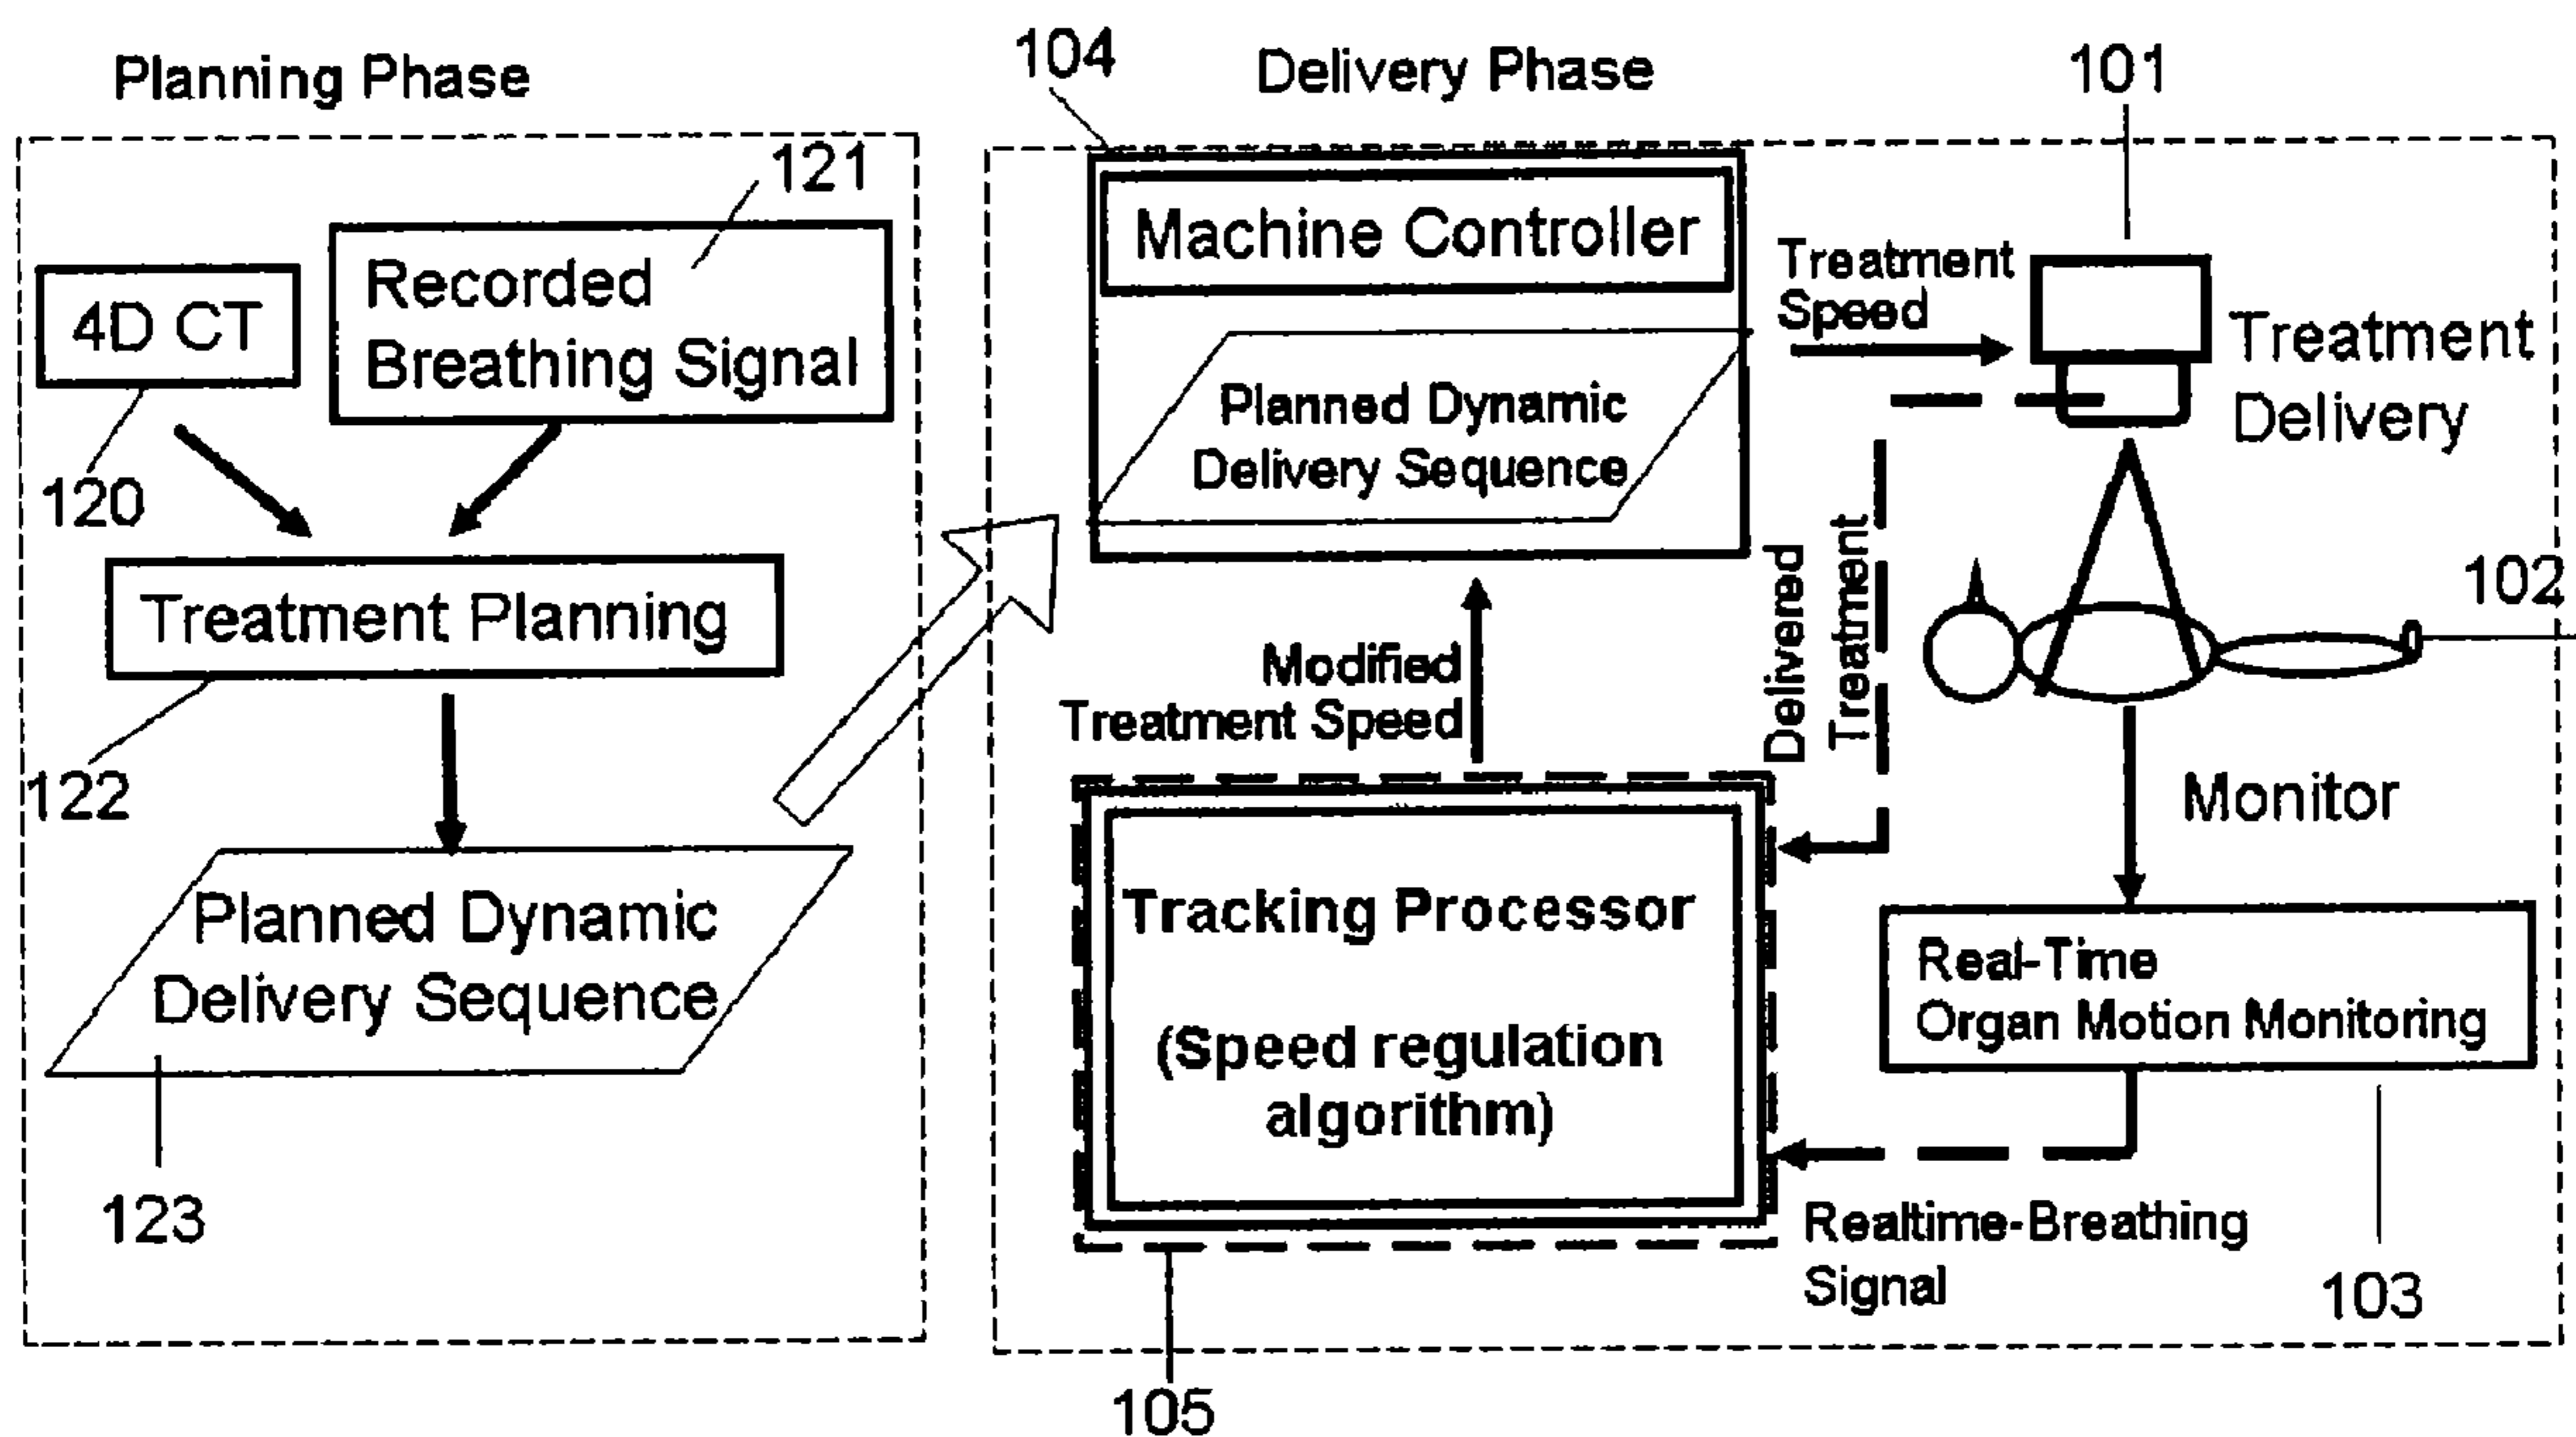 Planning Phase
121
4D CT
Recorded
Breathing Signal
120
Treatment Planning
122
Planned Dynamic
Delivery Sequence
123
104
Delivery Phase
101
Machine Controller
Planned Dynamic
Delivery Sequence
Treatment
Speed
Treatment
Delivery
102
Modified
Treatment Speed
Delivered
Treatment
Monitor
Tracking Processor
(Speed regulation
algorithm)
Real-Time
Organ Motion Monitoring
Realtime-Breathing
Signal
103
105